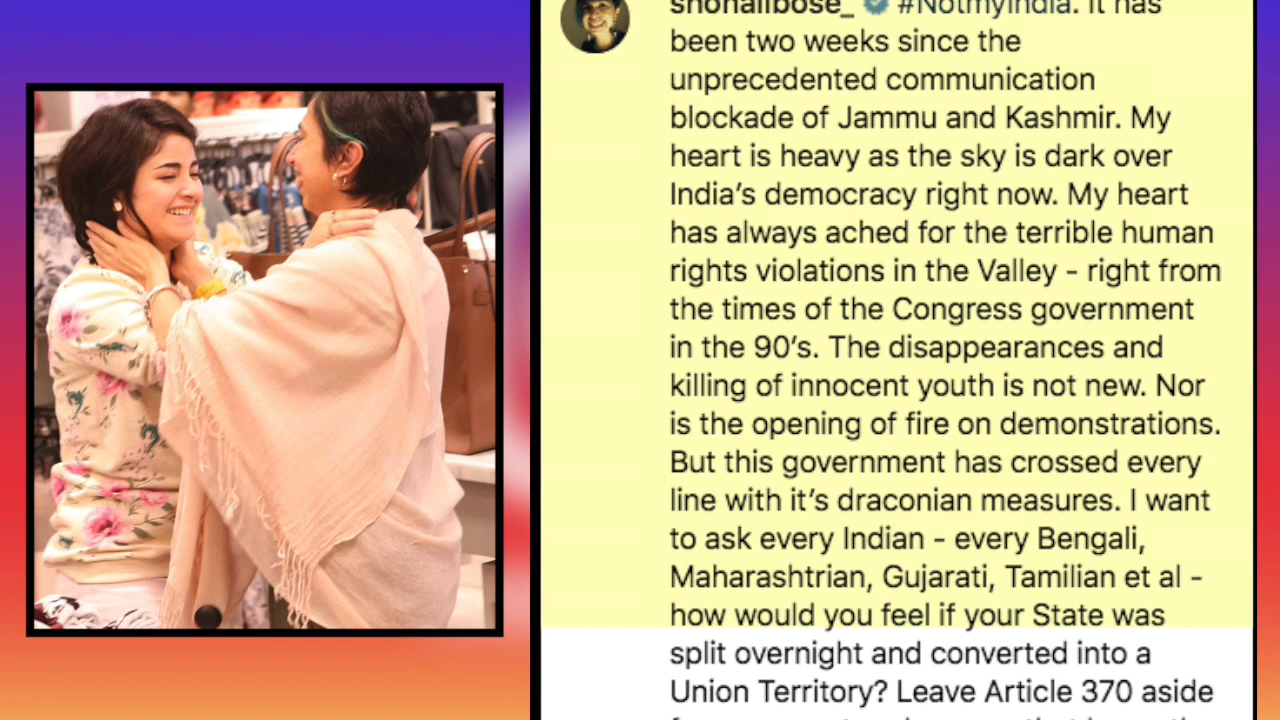 shonalibose_ #Notmyindia. It has
been two weeks since the
unprecedented communication
blockade of Jammu and Kashmir. My
heart is heavy as the sky is dark over
India’s democracy right now. My heart
has always ached for the terrible human
rights violations in the Valley - right from
the times of the Congress government
in the 90’s. The disappearances and
killing of innocent youth is not new. Nor
is the opening of fire on demonstrations.
But this government has crossed every
line with it’s draconian measures. I want
to ask every Indian - every Bengali,
Maharashtrian, Gujarati, Tamilian et al -
how would you feel if your State was
split overnight and converted into a
Union Territory? Leave Article 370 aside